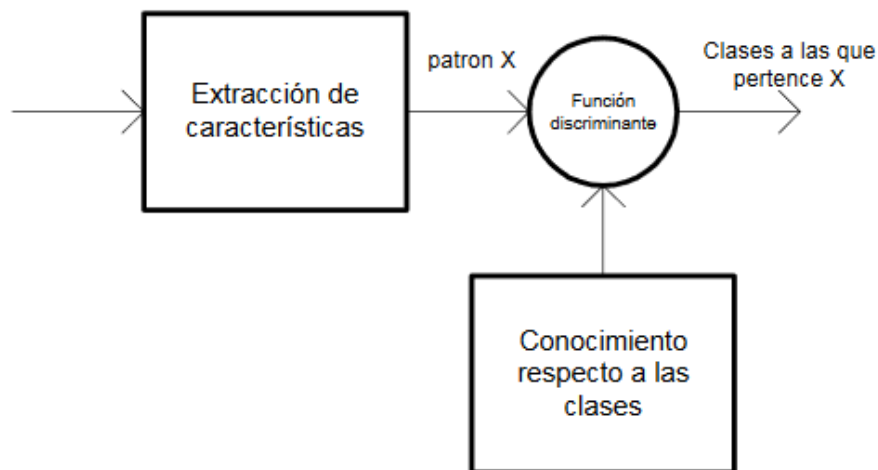 Extracción de
características
patron X
Función
discriminante
Clases a las que
pertence X
Conocimiento
respecto a las
clases